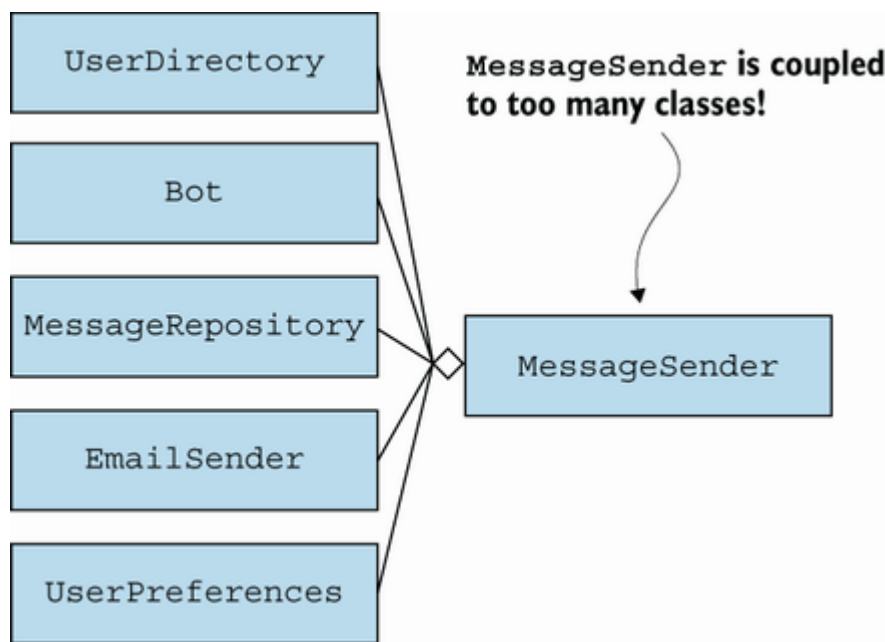 UserDirectory
Bot
MessageRepository
EmailSender
UserPreferences
MessageSender is coupled
to too many classes!
MessageSender